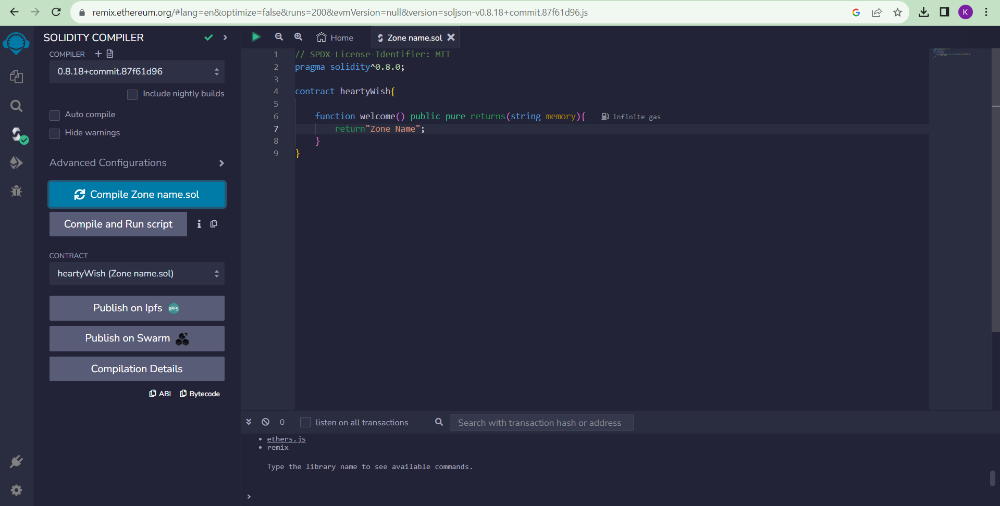 remix.ethereum.org/#lang=en&optimize=false&runs=200&evmVersion=null&version=soljson-v0.8.18+commit.87f61d96.js
K
SOLIDITY COMPILER
COMPILER
0.8.18+commit.87f61d96
Include nightly builds
Auto compile
Hide warnings
Advanced Configurations
Compile Zone name.sol
Compile and Run script
CONTRACT
heartyWish (Zone name.sol)
Publish on Ipfs IPFS
Publish on Swarm
Compilation Details
ABI Bytecode
Home Zone name.sol
1 // SPDX-License-Identifier: MIT
2 pragma solidity^0.8.0;
3
4 contract heartyWish{
5
6 function welcome() public pure returns(string memory){ infinite gas
7 return"Zone Name";
8 }
9 }
0 listen on all transactions Search with transaction hash or address
• ethers.js
• remix
Type the library name to see available commands.
>